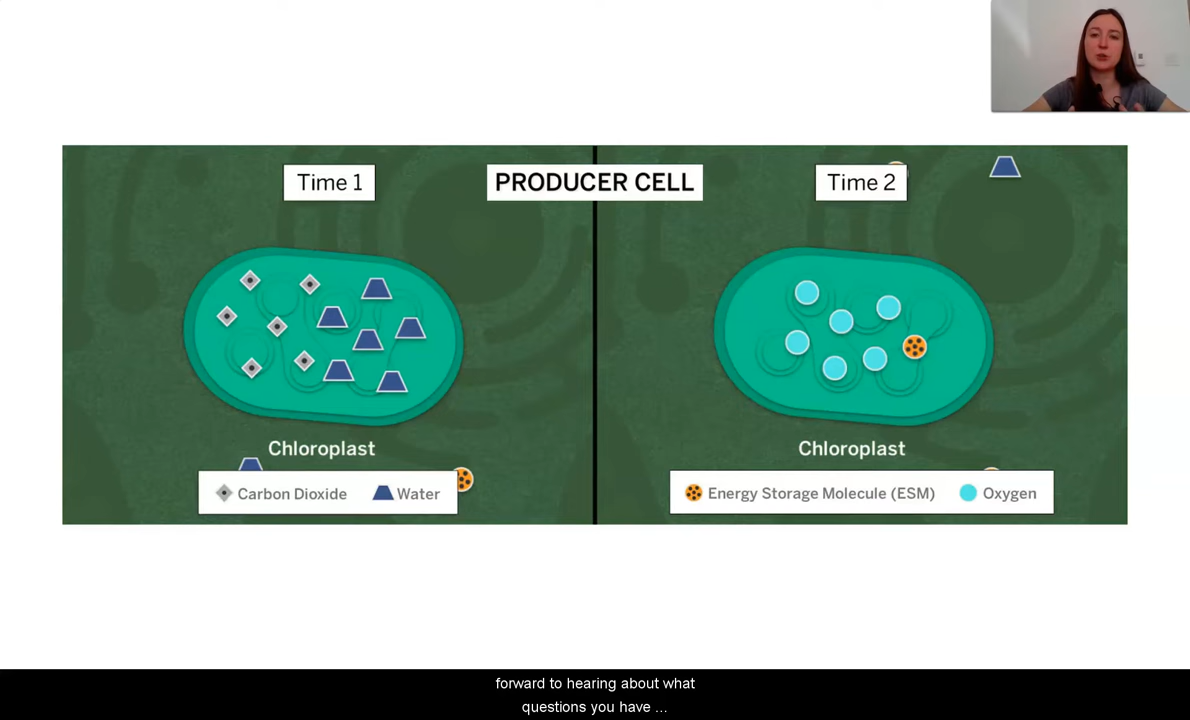 Time 1
PRODUCER CELL
Time 2
Chloroplast
Chloroplast
Carbon Dioxide
Water
Energy Storage Molecule (ESM)
Oxygen
forward to hearing about what
questions you have ...